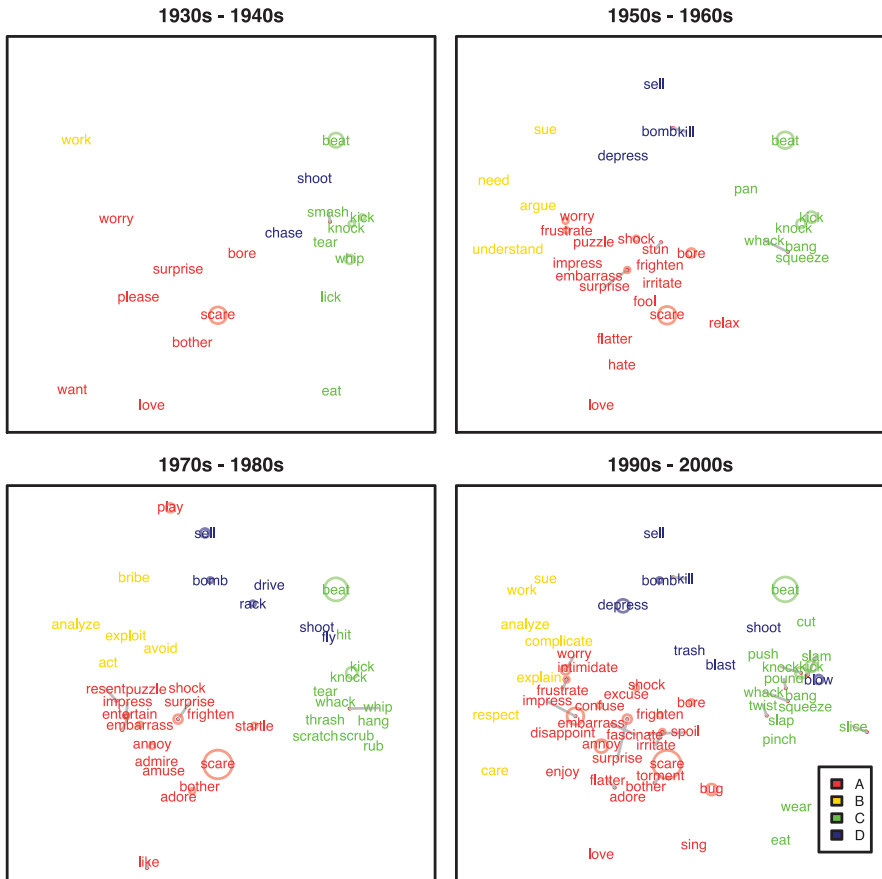 1930s - 1940s
work
beat
shoot
smash
kick
knock
worry
chase
tear
bore
whip
surprise
please
lick
scare
bother
want
eat
love
1950s - 1960s
sell
sue
bomb
kill
beat
depress
need
pan
argue
worry
kick
frustrate
knock
puzzle
shock
whack
stun
bang
understand
bore
squeeze
impress
frighten
embarrass
surprise
irritate
fool
scare
relax
flatter
hate
love
1970s - 1980s
play
sell
bribe
bomb
drive
beat
rack
analyze
exploit
shoot
fly
hit
avoid
act
kick
knock
resent
puzzle
shock
tear
impress
surprise
whack
whip
entertain
frighten
embarrass
startle
thrash
hang
scratch
scrub
annoy
rub
admire
scare
amuse
bother
adore
like
1990s - 2000s
sell
sue
bomb
kill
work
beat
depress
analyze
cut
shoot
complicate
trash
push
slam
worry
blast
knock
kick
intimidate
pound
blow
explain
frustrate
shock
whack
bang
impress
excuse
confuse
bore
twist
squeeze
respect
embarrass
frighten
slap
slice
disappoint
fascinate
spoil
annoy
irritate
pinch
surprise
scare
care
enjoy
flatter
torment
bother
bug
adore
wear
sing
eat
love
A
B
C
D